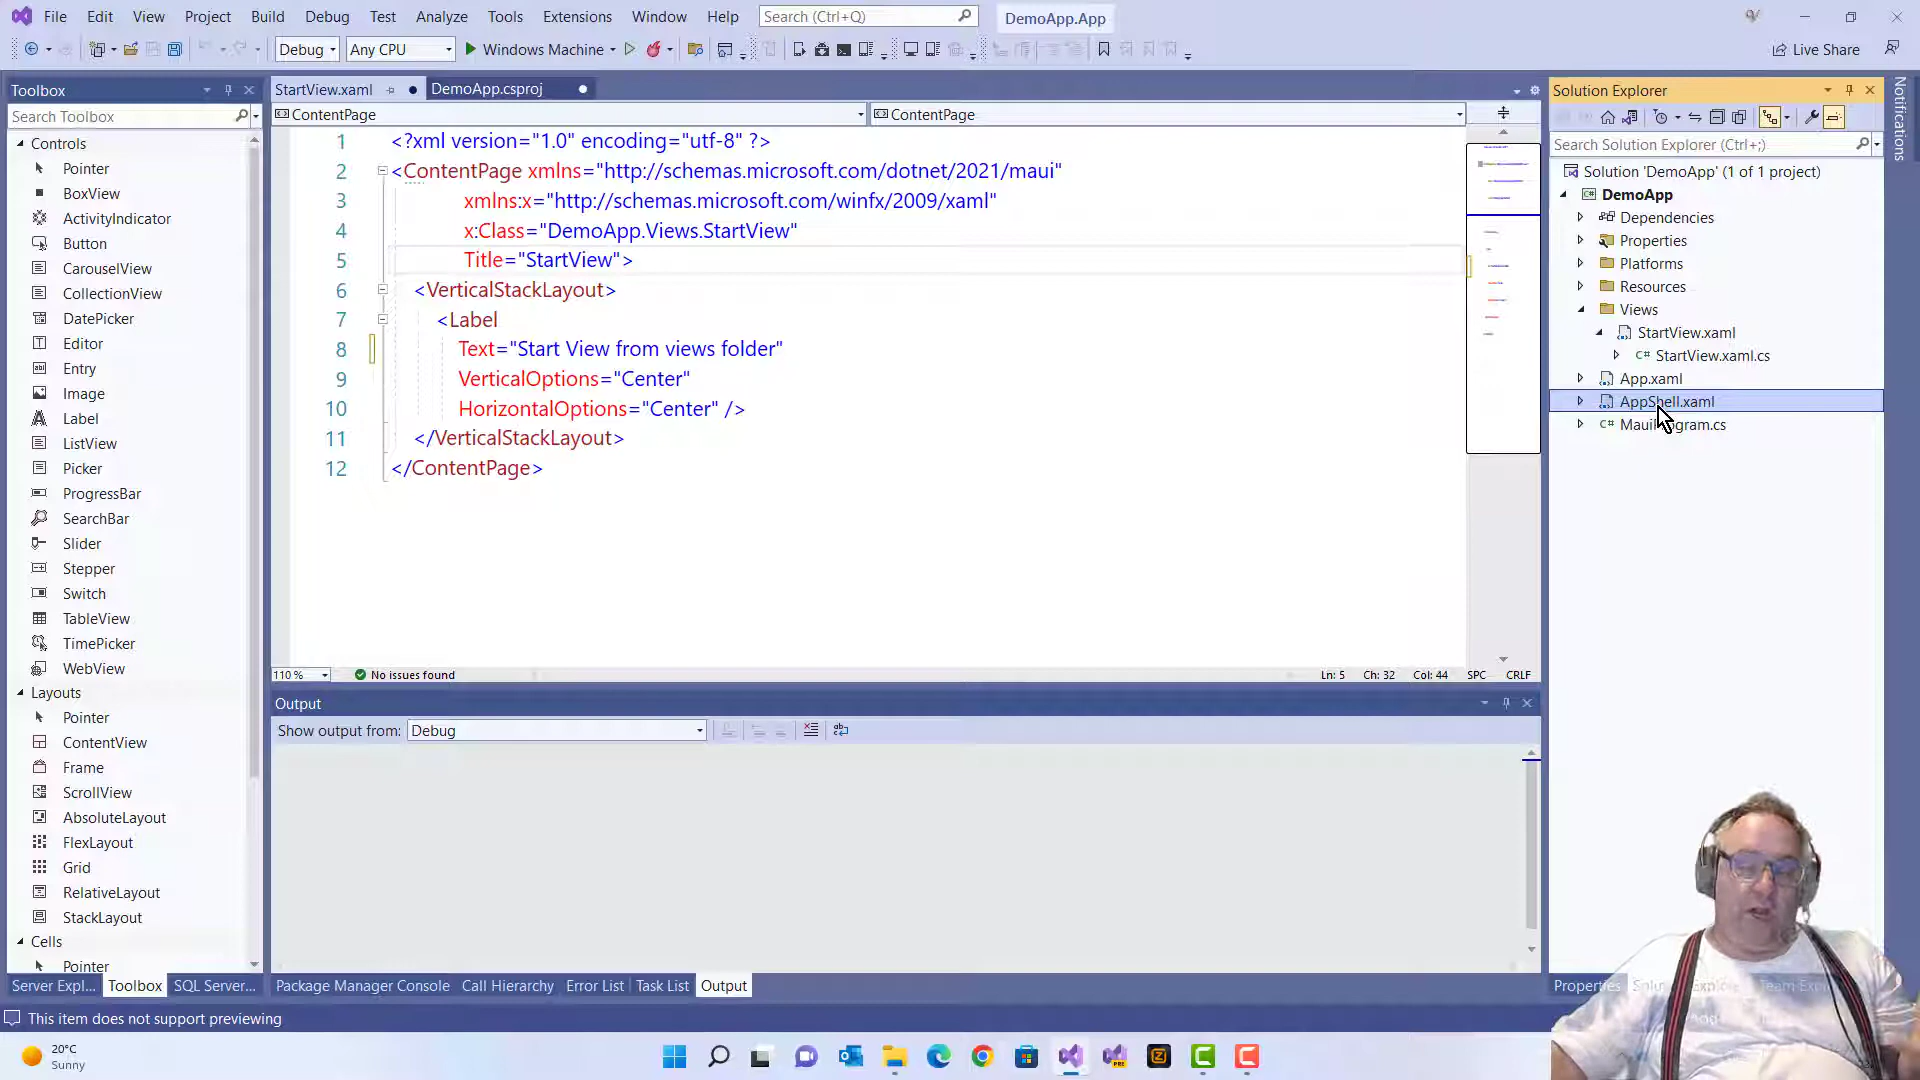 File Edit View Project Build Debug Test Analyze Tools Extensions Window Help Search (Ctrl+Q) DemoApp.App
Debug Any CPU Windows Machine Live Share
Toolbox
Search Toolbox
Controls
Pointer
BoxView
ActivityIndicator
Button
CarouselView
CollectionView
DatePicker
Editor
Entry
Image
Label
ListView
Picker
ProgressBar
SearchBar
Slider
Stepper
Switch
TableView
TimePicker
WebView
Layouts
Pointer
ContentView
Frame
ScrollView
AbsoluteLayout
FlexLayout
Grid
RelativeLayout
StackLayout
Cells
Pointer
Server Expl... Toolbox SQL Server...
StartView.xaml DemoApp.csproj
ContentPage ContentPage
1 <?xml version="1.0" encoding="utf-8" ?>
2 <ContentPage xmlns="http://schemas.microsoft.com/dotnet/2021/maui"
3 xmlns:x="http://schemas.microsoft.com/winfx/2009/xaml"
4 x:Class="DemoApp.Views.StartView"
5 Title="StartView">
6 <VerticalStackLayout>
7 <Label
8 Text="Start View from views folder"
9 VerticalOptions="Center"
10 HorizontalOptions="Center" />
11 </VerticalStackLayout>
12 </ContentPage>
110 % No issues found Ln: 5 Ch: 32 Col: 44 SPC CRLF
Output
Show output from: Debug
Package Manager Console Call Hierarchy Error List Task List Output
Solution Explorer
Search Solution Explorer (Ctrl+;)
Solution 'DemoApp' (1 of 1 project)
DemoApp
Dependencies
Properties
Platforms
Resources
Views
StartView.xaml
C# StartView.xaml.cs
App.xaml
AppShell.xaml
C# Maui gram.cs
Properties
Notifications
This item does not support previewing
20°C
Sunny